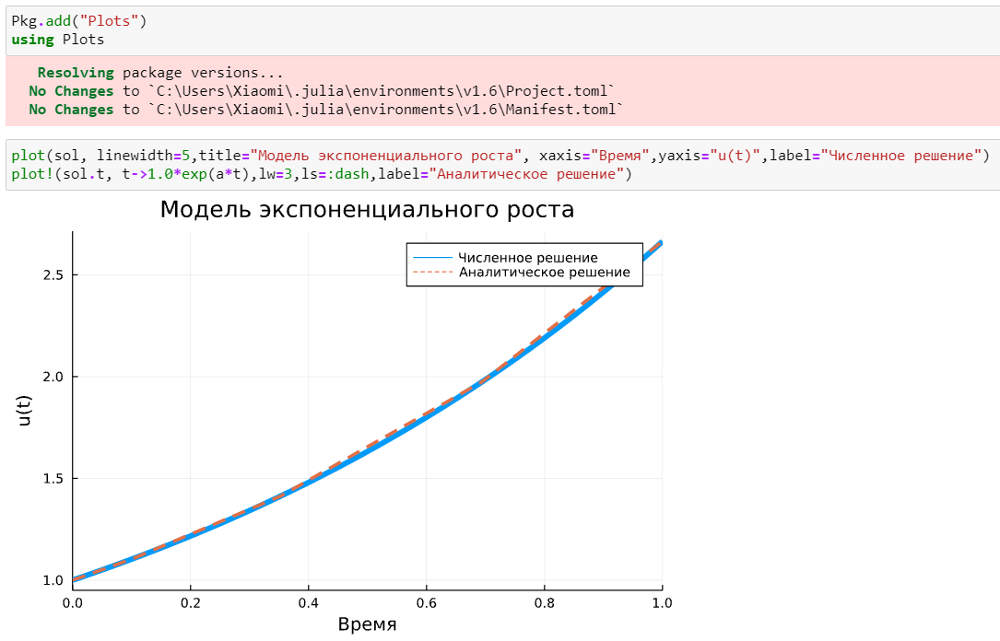 Pkg.add("Plots")
using Plots
Resolving package versions...
No Changes to `C:\Users\Xiaomi\.julia\environments\v1.6\Project.toml`
No Changes to `C:\Users\Xiaomi\.julia\environments\v1.6\Manifest.toml`
plot(sol, linewidth=5,title="Модель экспоненциального роста", xaxis="Время",yaxis="u(t)",label="Численное решение")
plot!(sol.t, t->1.0*exp(a*t),lw=3,ls=:dash,label="Аналитическое решение")
Модель экспоненциального роста
Численное решение
Аналитическое решение
2.5
2.0
1.5
1.0
u(t)
0.0 0.2 0.4 0.6 0.8 1.0
Время